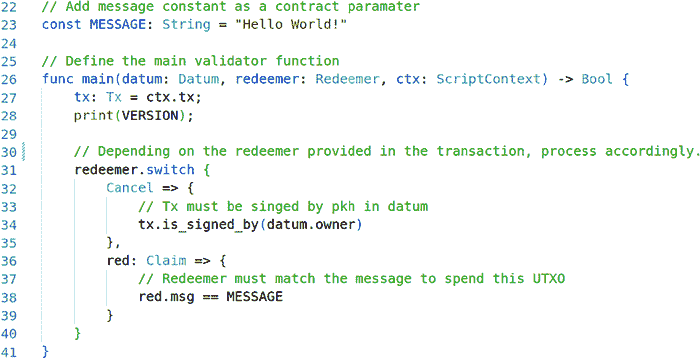 22 // Add message constant as a contract paramater
23 const MESSAGE: String = "Hello World!"
24
25 // Define the main validator function
26 func main(datum: Datum, redeemer: Redeemer, ctx: ScriptContext) -> Bool {
27 tx: Tx = ctx.tx;
28 print(VERSION);
29
30 // Depending on the redeemer provided in the transaction, process accordingly.
31 redeemer.switch {
32 Cancel => {
33 // Tx must be singed by pkh in datum
34 tx.is_signed_by(datum.owner)
35 },
36 red: Claim => {
37 // Redeemer must match the message to spend this UTXO
38 red.msg == MESSAGE
39 }
40 }
41 }